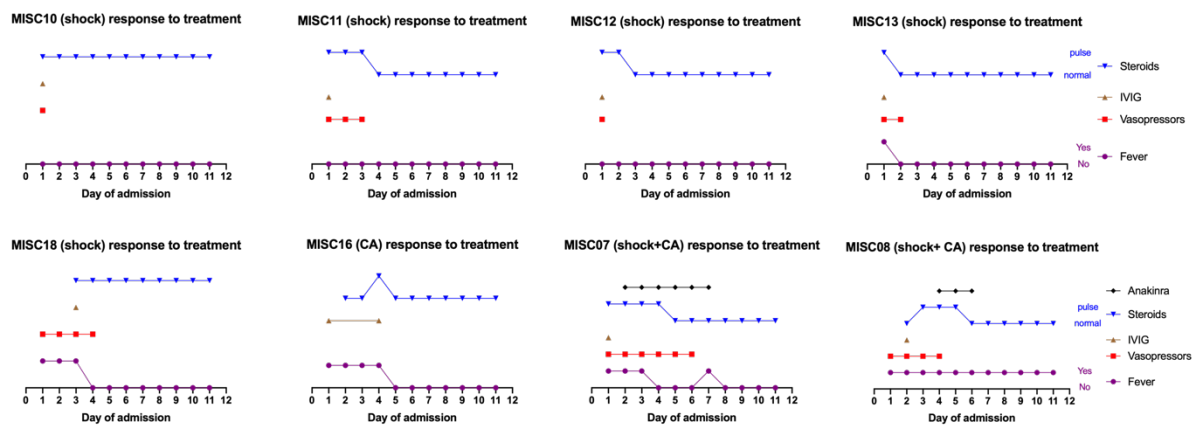 MISC10 (shock) response to treatment
MISC11 (shock) response to treatment
MISC12 (shock) response to treatment
MISC13 (shock) response to treatment
pulse
normal
Steroids
IVIG
Vasopressors
Yes
No
Fever
0 1 2 3 4 5 6 7 8 9 10 11 12
0 1 2 3 4 5 6 7 8 9 10 11 12
0 1 2 3 4 5 6 7 8 9 10 11 12
0 1 2 3 4 5 6 7 8 9 10 11 12
Day of admission
Day of admission
Day of admission
Day of admission
MISC18 (shock) response to treatment
MISC16 (CA) response to treatment
MISC07 (shock+CA) response to treatment
MISC08 (shock+ CA) response to treatment
Anakinra
pulse
normal
Steroids
IVIG
Vasopressors
Yes
No
Fever
0 1 2 3 4 5 6 7 8 9 10 11 12
0 1 2 3 4 5 6 7 8 9 10 11 12
0 1 2 3 4 5 6 7 8 9 10 11 12
0 1 2 3 4 5 6 7 8 9 10 11 12
Day of admission
Day of admission
Day of admission
Day of admission